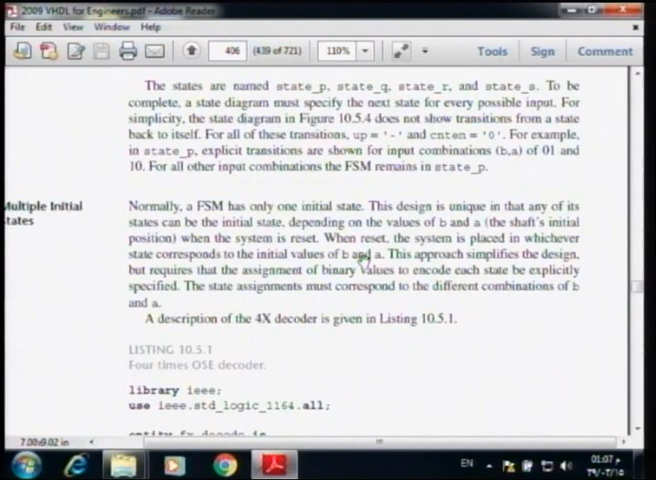 2009 VHDL for Engineers.pdf - Adobe Reader
File Edit View Window Help
406 (439 of 721) 110% Tools Sign Comment
The states are named state_p, state_q, state_r, and state_s. To be
complete, a state diagram must specify the next state for every possible input. For
simplicity, the state diagram in Figure 10.5.4 does not show transitions from a state
back to itself. For all of these transitions, up = '-' and cnten = '0'. For example,
in state_p, explicit transitions are shown for input combinations (b,a) of 01 and
10. For all other input combinations the FSM remains in state_p.
Multiple Initial
States
Normally, a FSM has only one initial state. This design is unique in that any of its
states can be the initial state, depending on the values of b and a (the shaft's initial
position) when the system is reset. When reset, the system is placed in whichever
state corresponds to the initial values of b and a. This approach simplifies the design,
but requires that the assignment of binary values to encode each state be explicitly
specified. The state assignments must correspond to the different combinations of b
and a.
A description of the 4X decoder is given in Listing 10.5.1.
LISTING 10.5.1
Four times OSE decoder.
library ieee;
use ieee.std_logic_1164.all;
7.00x9.02 in
EN
01:07 م